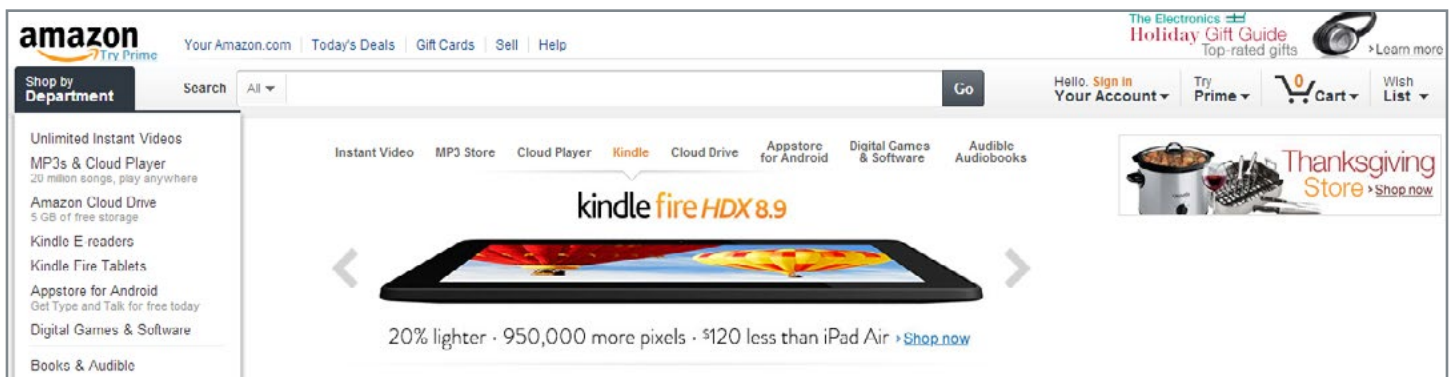 amazon
Try Prime
Your Amazon.com
Today's Deals
Gift Cards
Sell
Help
The Electronics
Holiday Gift Guide
Top-rated gifts
›Learn more
Shop by
Department
Search
All
Go
Hello. Sign in
Your Account
Try
Prime
0
Cart
Wish
List
Unlimited Instant Videos
MP3s & Cloud Player
20 million songs, play anywhere
Amazon Cloud Drive
5 GB of free storage
Kindle E-readers
Kindle Fire Tablets
Appstore for Android
Get Type and Talk for free today
Digital Games & Software
Books & Audible
Instant Video
MP3 Store
Cloud Player
Kindle
Cloud Drive
Appstore
for Android
Digital Games
& Software
Audible
Audiobooks
kindle fire HDX 8.9
20% lighter · 950,000 more pixels · $120 less than iPad Air › Shop now
Thanksgiving
Store › Shop now